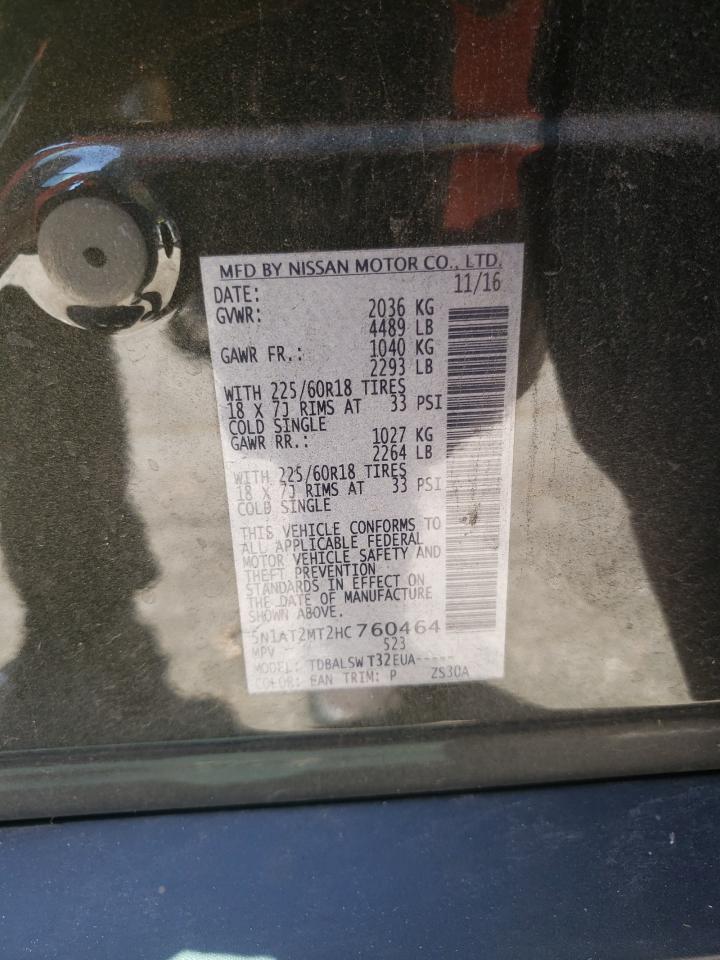 MFD BY NISSAN MOTOR CO., LTD.
DATE: 11/16
GVWR: 2036 KG
4489 LB
GAWR FR.: 1040 KG
2293 LB
WITH 225/60R18 TIRES
18 X 7J RIMS AT 33 PSI
COLD SINGLE
GAWR RR.: 1027 KG
2264 LB
WITH 225/60R18 TIRES
18 X 7J RIMS AT 33 PSI
COLD SINGLE
THIS VEHICLE CONFORMS TO
ALL APPLICABLE FEDERAL
MOTOR VEHICLE SAFETY AND
THEFT PREVENTION
STANDARDS IN EFFECT ON
THE DATE OF MANUFACTURE
SHOWN ABOVE.
5N1AT2MT2HC760464
MPV 523
MODEL: TDBALSW T32EUA-----
COLOR: EAN TRIM: P ZS30A